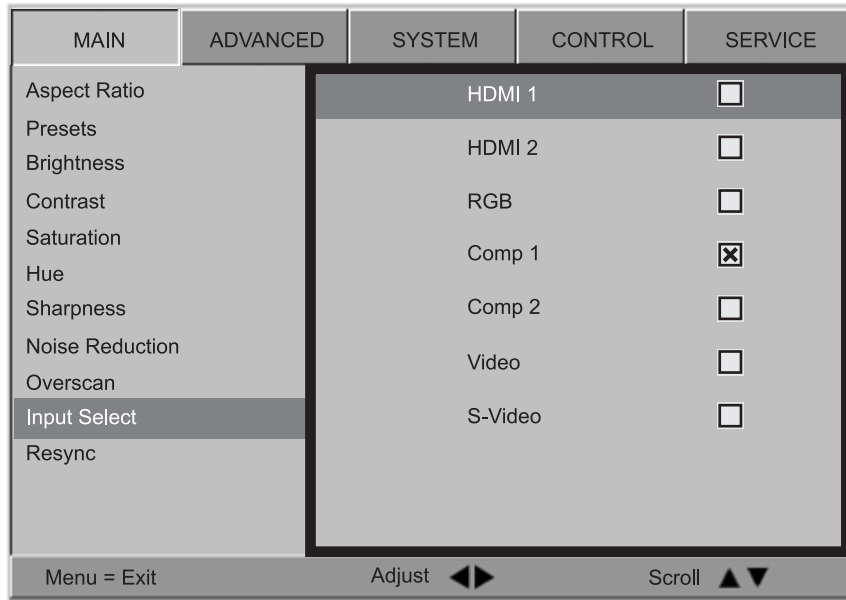 MAIN ADVANCED SYSTEM CONTROL SERVICE
Aspect Ratio
Presets
Brightness
Contrast
Saturation
Hue
Sharpness
Noise Reduction
Overscan
Input Select
Resync
HDMI 1
HDMI 2
RGB
Comp 1
Comp 2
Video
S-Video
Menu = Exit Adjust Scroll